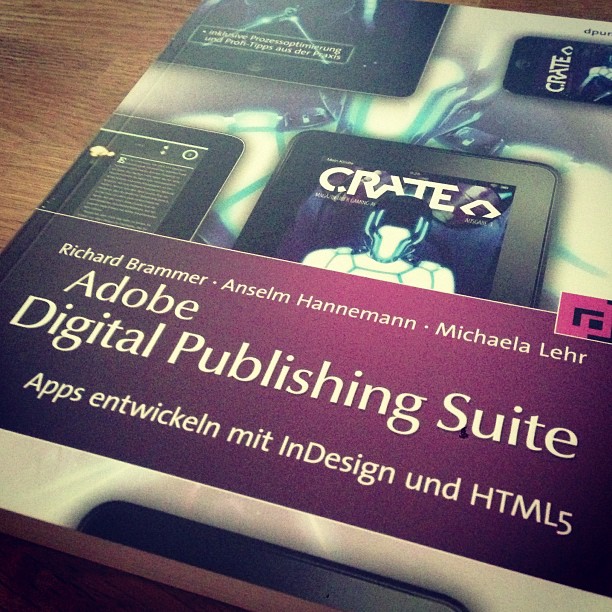 dpun
• inklusive Prozessoptimierung
und Profi-Tipps aus der Praxis
CRATE
CRATE
Richard Brammer · Anselm Hannemann · Michaela Lehr
Adobe
Digital Publishing Suite
Apps entwickeln mit InDesign und HTML5